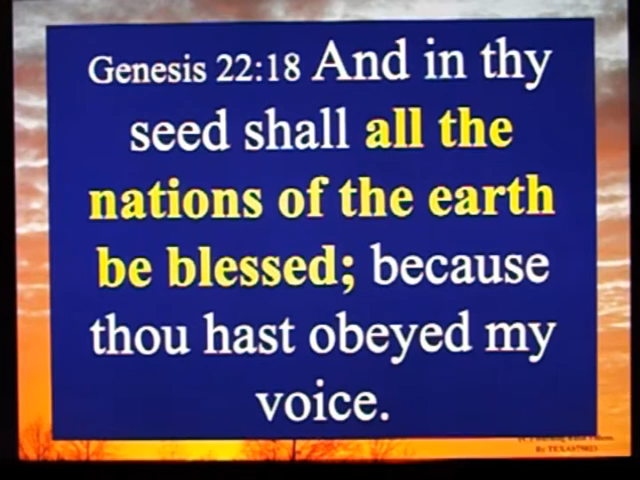 Genesis 22:18 And in thy
seed shall all the
nations of the earth
be blessed; because
thou hast obeyed my
voice.